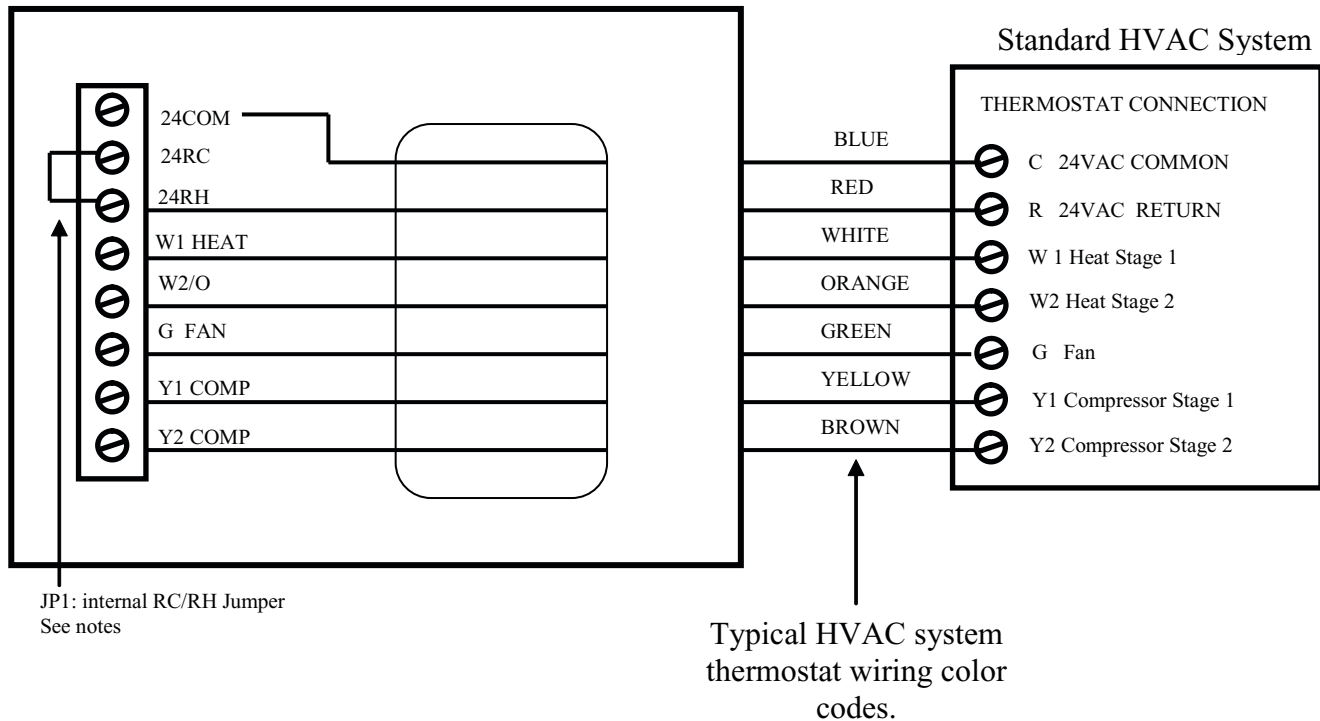 Standard HVAC System
24COM
24RC
24RH
W1 HEAT
W2/O
G FAN
Y1 COMP
Y2 COMP
JP1: internal RC/RH Jumper
See notes
BLUE
RED
WHITE
ORANGE
GREEN
YELLOW
BROWN
Typical HVAC system
thermostat wiring color
codes.
THERMOSTAT CONNECTION
C 24VAC COMMON
R 24VAC RETURN
W 1 Heat Stage 1
W2 Heat Stage 2
G Fan
Y1 Compressor Stage 1
Y2 Compressor Stage 2